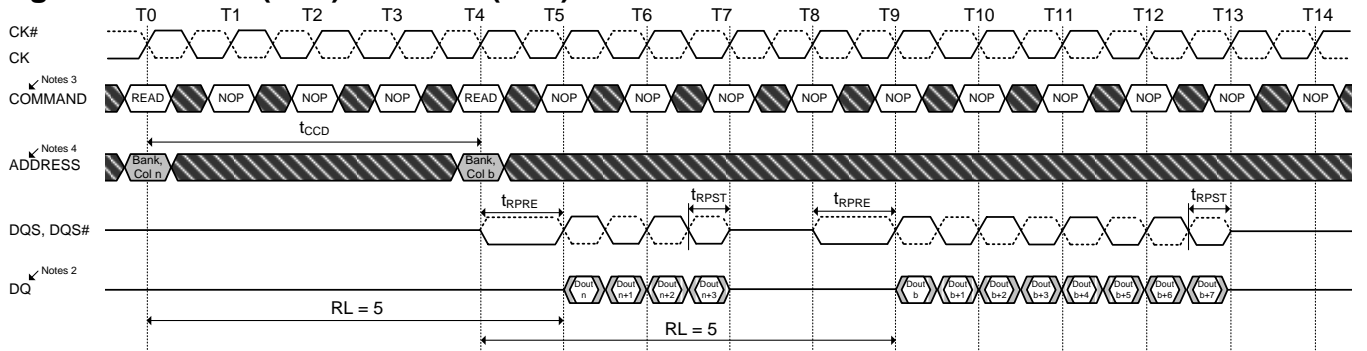 T0 T1 T2 T3 T4 T5 T6 T7 T8 T9 T10 T11 T12 T13 T14
CK#
CK
Notes 3
COMMAND READ NOP NOP NOP READ NOP NOP NOP NOP NOP NOP NOP NOP NOP NOP
tCCD
Notes 4
ADDRESS
Bank, Col n
Bank, Col b
tRPRE tRPST tRPRE tRPST
DQS, DQS#
Notes 2
DQ
Dout n
Dout n+1
Dout n+2
Dout n+3
Dout b
Dout b+1
Dout b+2
Dout b+3
Dout b+4
Dout b+5
Dout b+6
Dout b+7
RL = 5
RL = 5